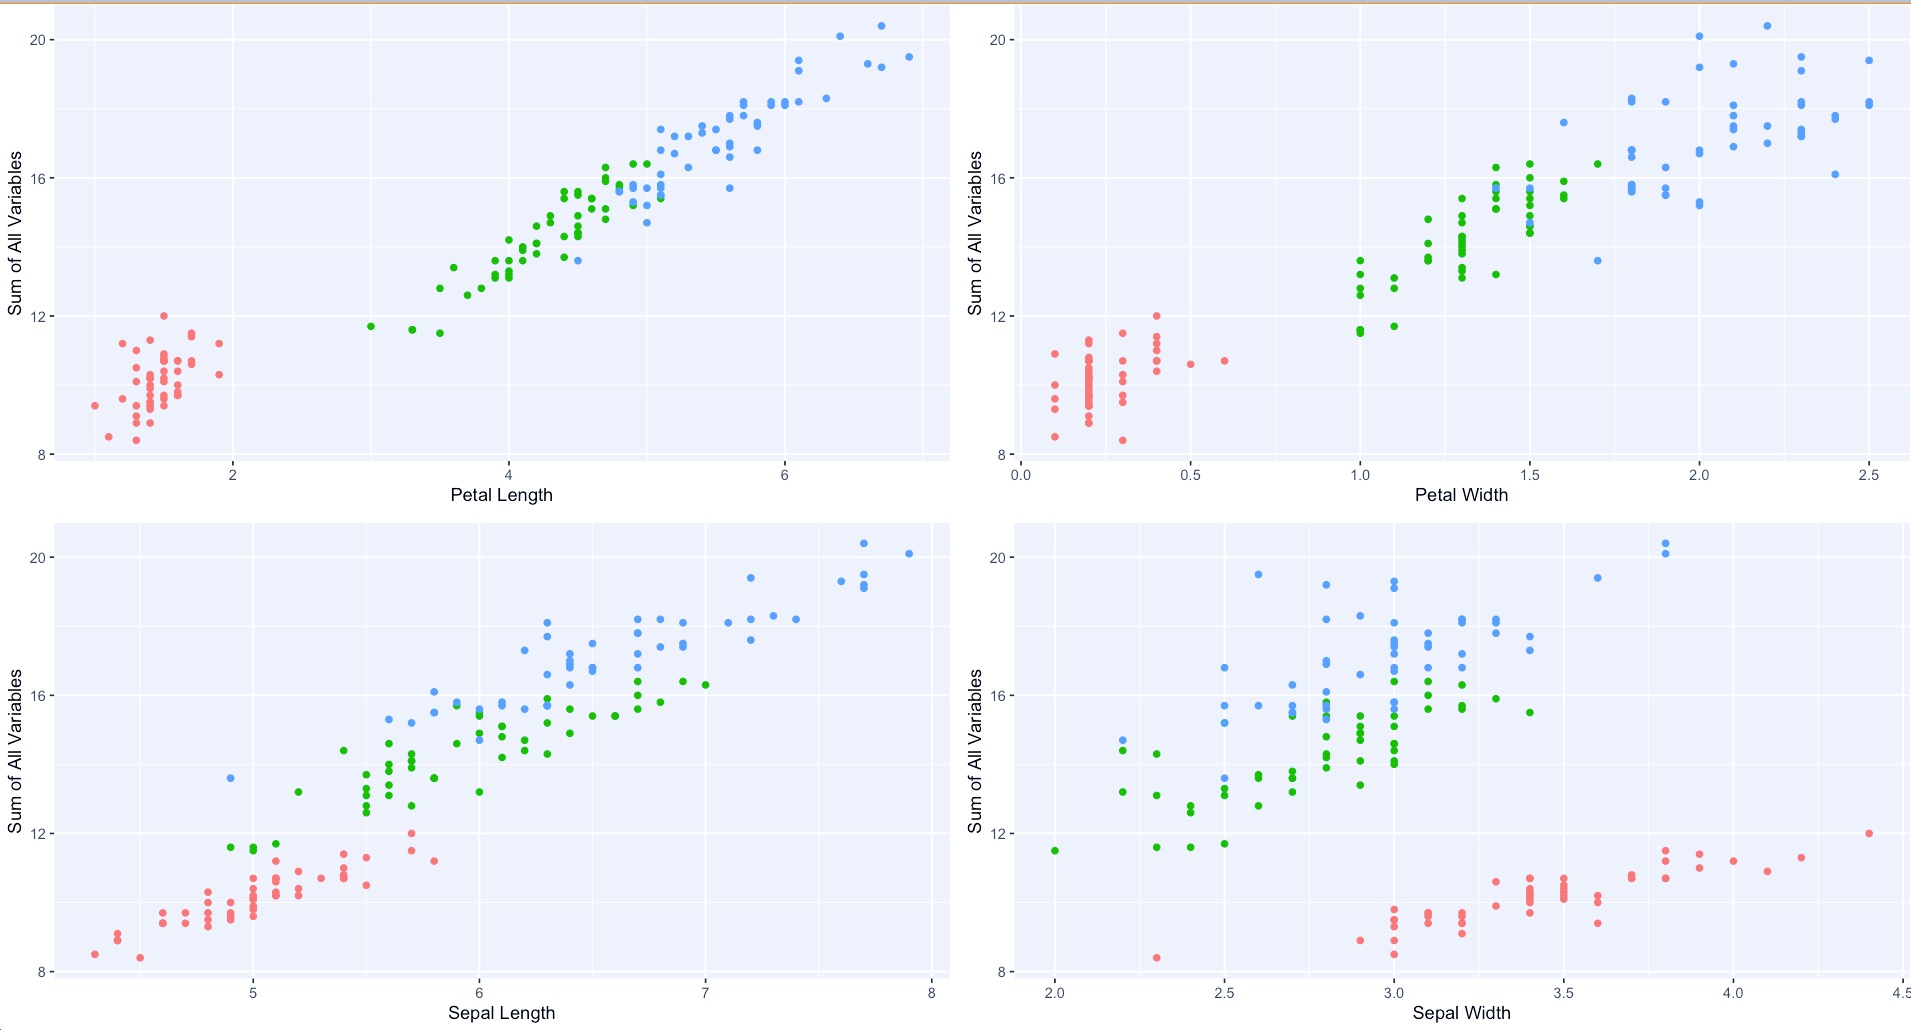 Sum of All Variables
20
16
12
8
2 4 6
Petal Length
Sum of All Variables
20
16
12
8
0.0 0.5 1.0 1.5 2.0 2.5
Petal Width
Sum of All Variables
20
16
12
8
5 6 7 8
Sepal Length
Sum of All Variables
20
16
12
8
2.0 2.5 3.0 3.5 4.0 4.5
Sepal Width